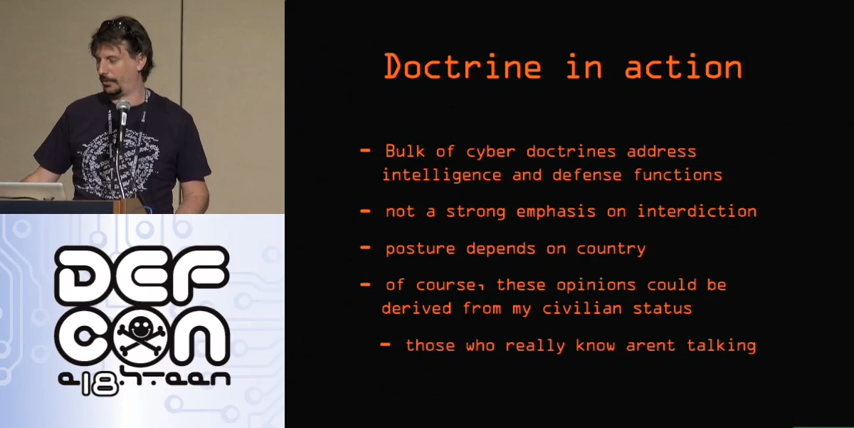 Doctrine in action
- Bulk of cyber doctrines address
intelligence and defense functions
- not a strong emphasis on interdiction
- posture depends on country
- of course, these opinions could be
derived from my civilian status
- those who really know arent talking
DEF
CON
e18h-teen